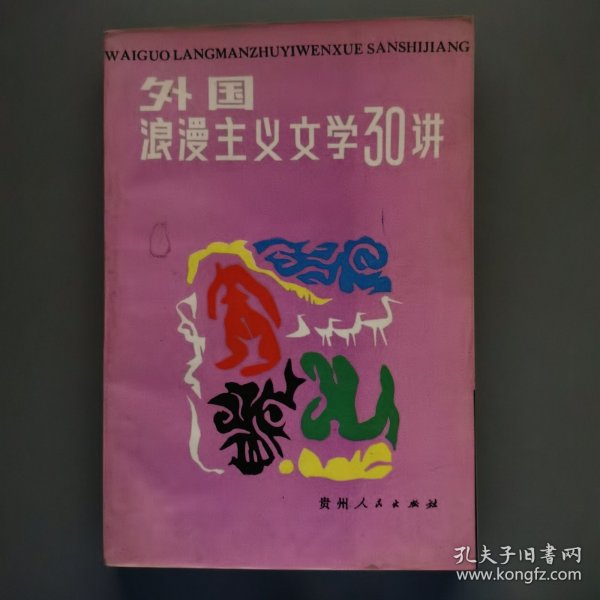 WAIGUO LANGMANZHUYIWENXUE SANSHIJIANG
外国
浪漫主义文学30讲
贵州人民出版社
孔夫子旧书网
www.kongfz.com